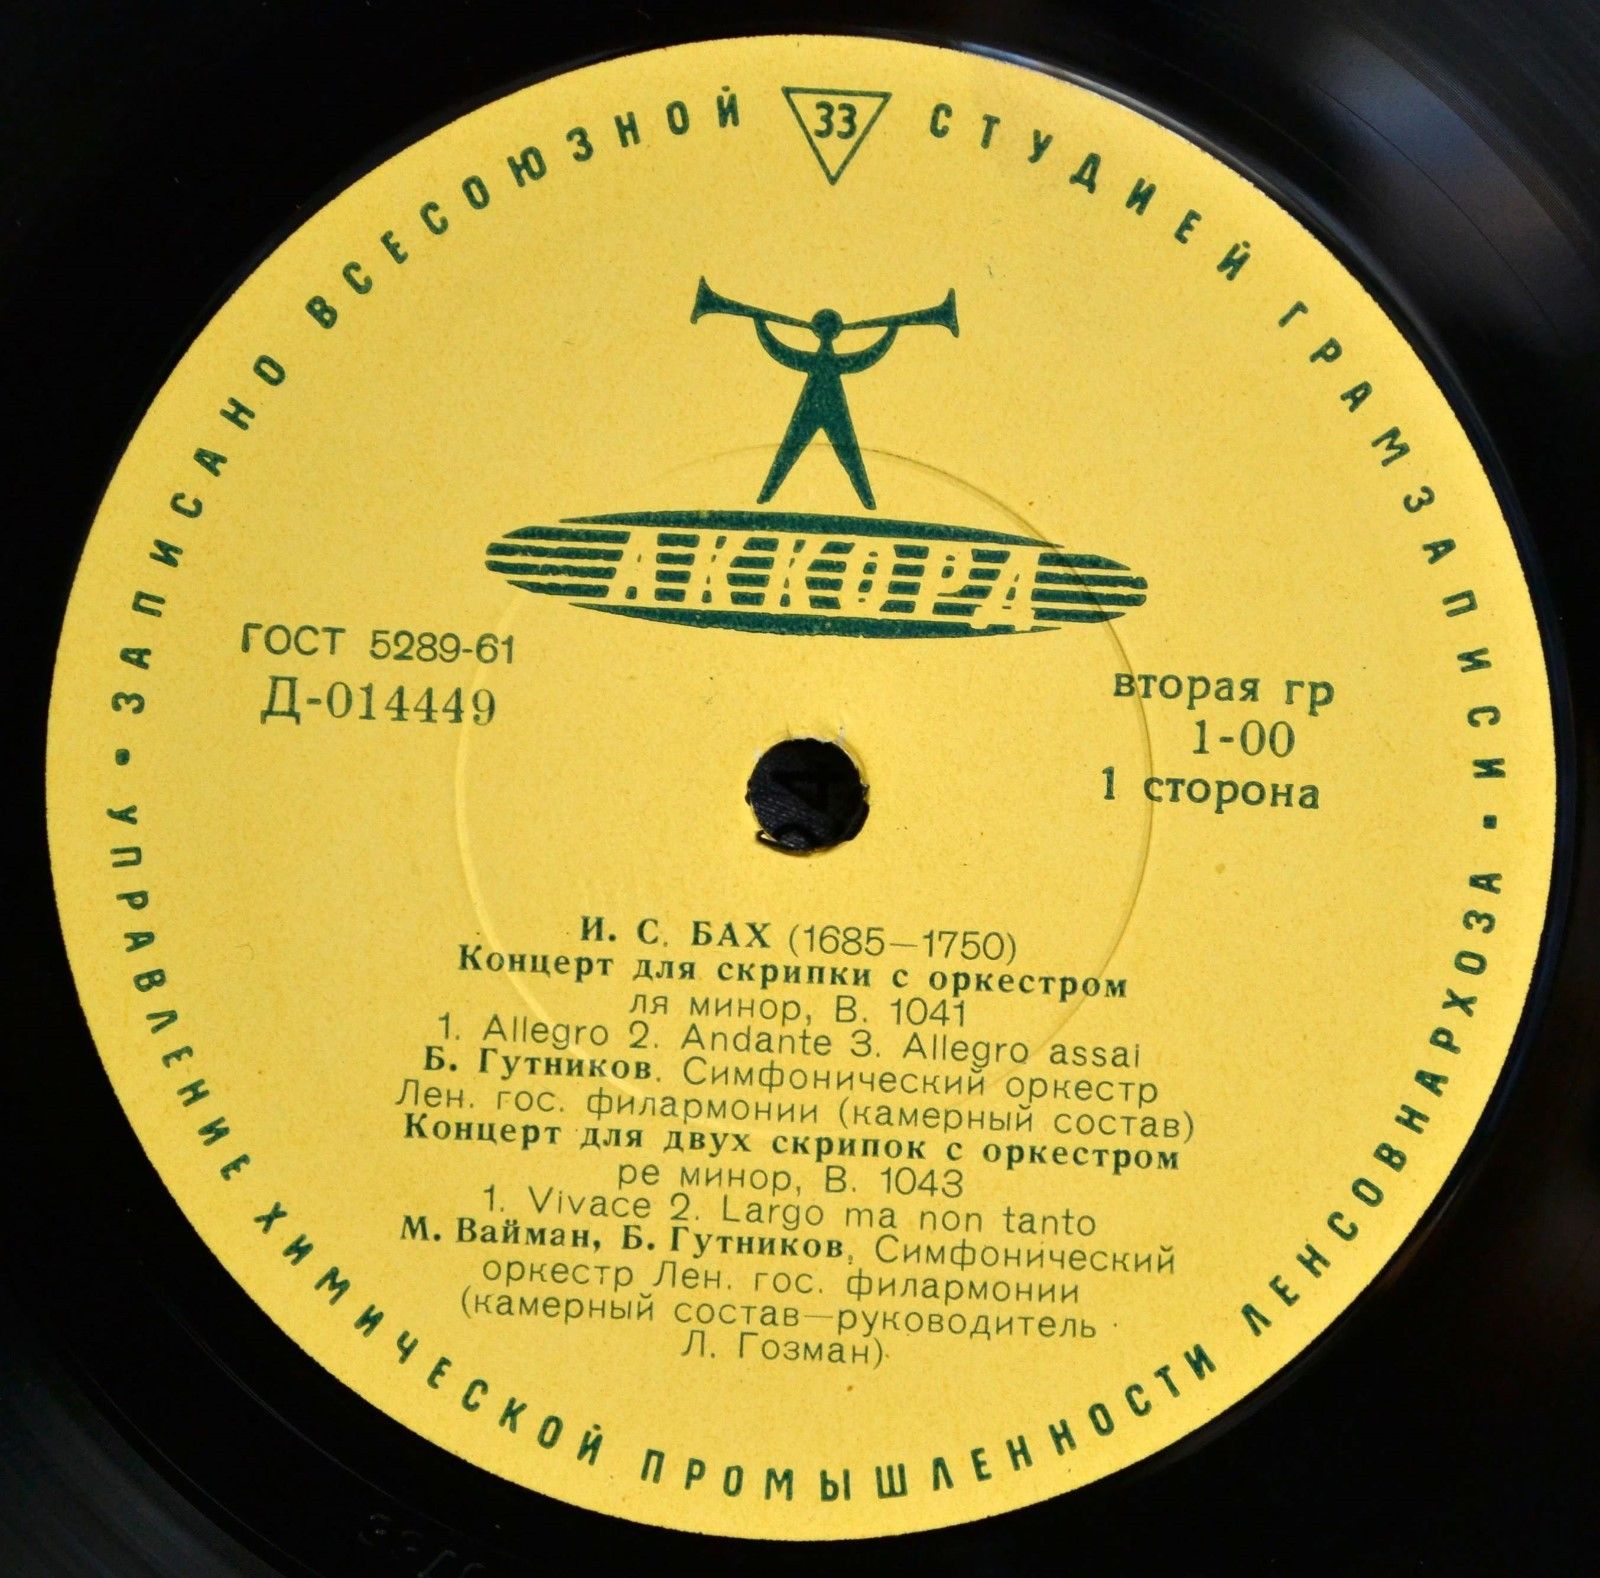 ЗАПИСАНО ВСЕСОЮЗНОЙ СТУДИЕЙ ГРАМЗАПИСИ •
33
АККОРД
ГОСТ 5289-61
Д-014449
вторая гр
1-00
1 сторона
И. С. БАХ (1685—1750)
Концерт для скрипки с оркестром
ля минор, В. 1041
1. Allegro 2. Andante 3. Allegro assai
Б. Гутников. Симфонический оркестр
Лен. гос. филармонии (камерный состав)
Концерт для двух скрипок с оркестром
ре минор, В. 1043
1. Vivace 2. Largo ma non tanto
М. Вайман, Б. Гутников, Симфонический
оркестр Лен. гос. филармонии
(камерный состав—руководитель
Л. Гозман)
УПРАВЛЕНИЕ ХИМИЧЕСКОЙ ПРОМЫШЛЕННОСТИ ЛЕНСОВНАРХОЗА •